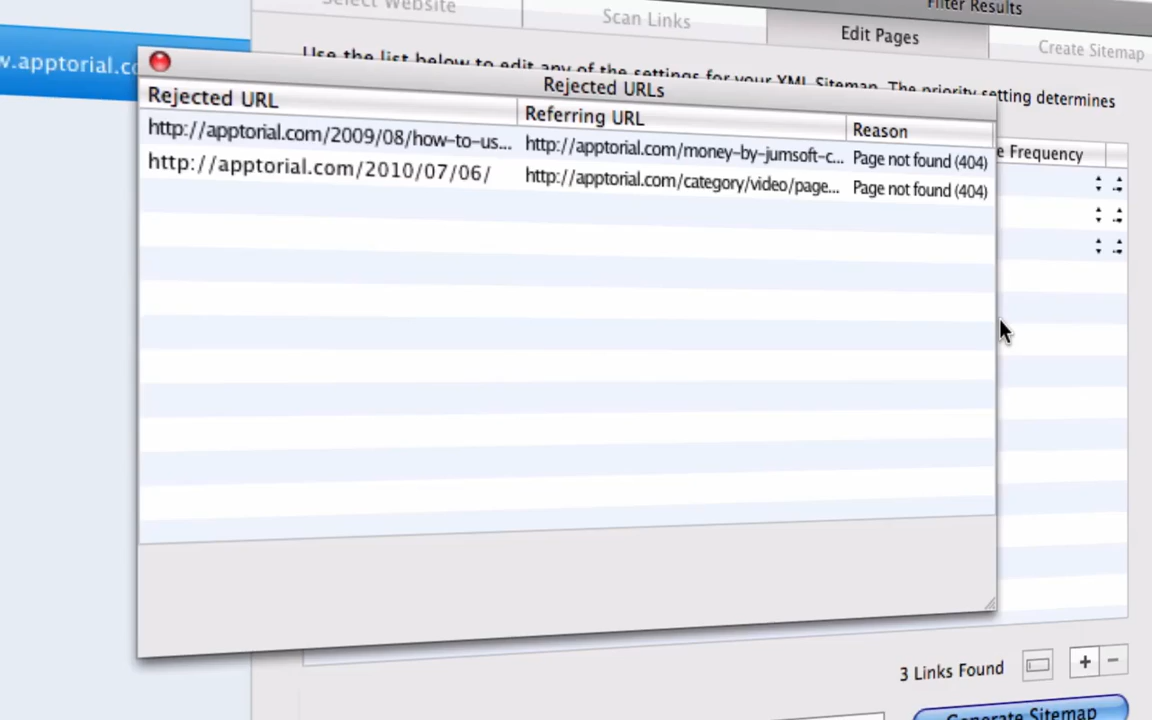 Filter Results
Select Website
Scan Links
Edit Pages
Create Sitemap
w.apptorial.co
Use the list below to edit any of the settings for your XML Sitemap. The priority setting determines
Rejected URLs
Rejected URL
Referring URL
Reason
e Frequency
http://apptorial.com/2009/08/how-to-us...
http://apptorial.com/money-by-jumsoft-c...
Page not found (404)
http://apptorial.com/2010/07/06/
http://apptorial.com/category/video/page...
Page not found (404)
3 Links Found
+
−
Generate Sitemap